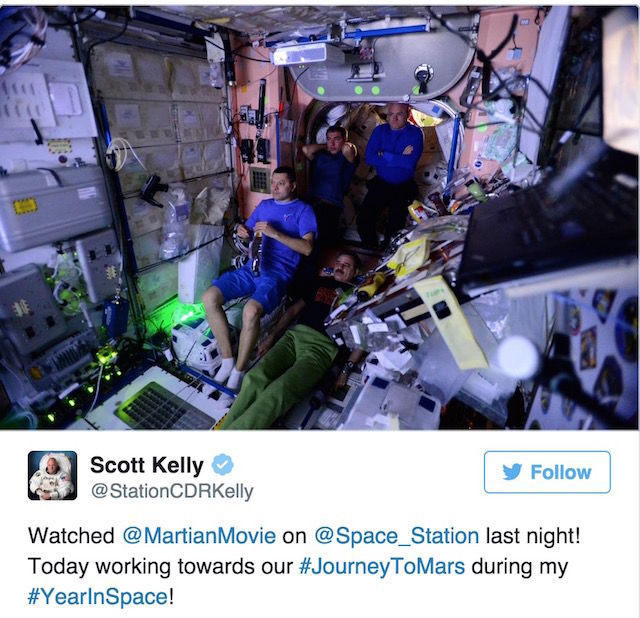 Scott Kelly
@StationCDRKelly
Follow
Watched @MartianMovie on @Space_Station last night!
Today working towards our #JourneyToMars during my
#YearInSpace!